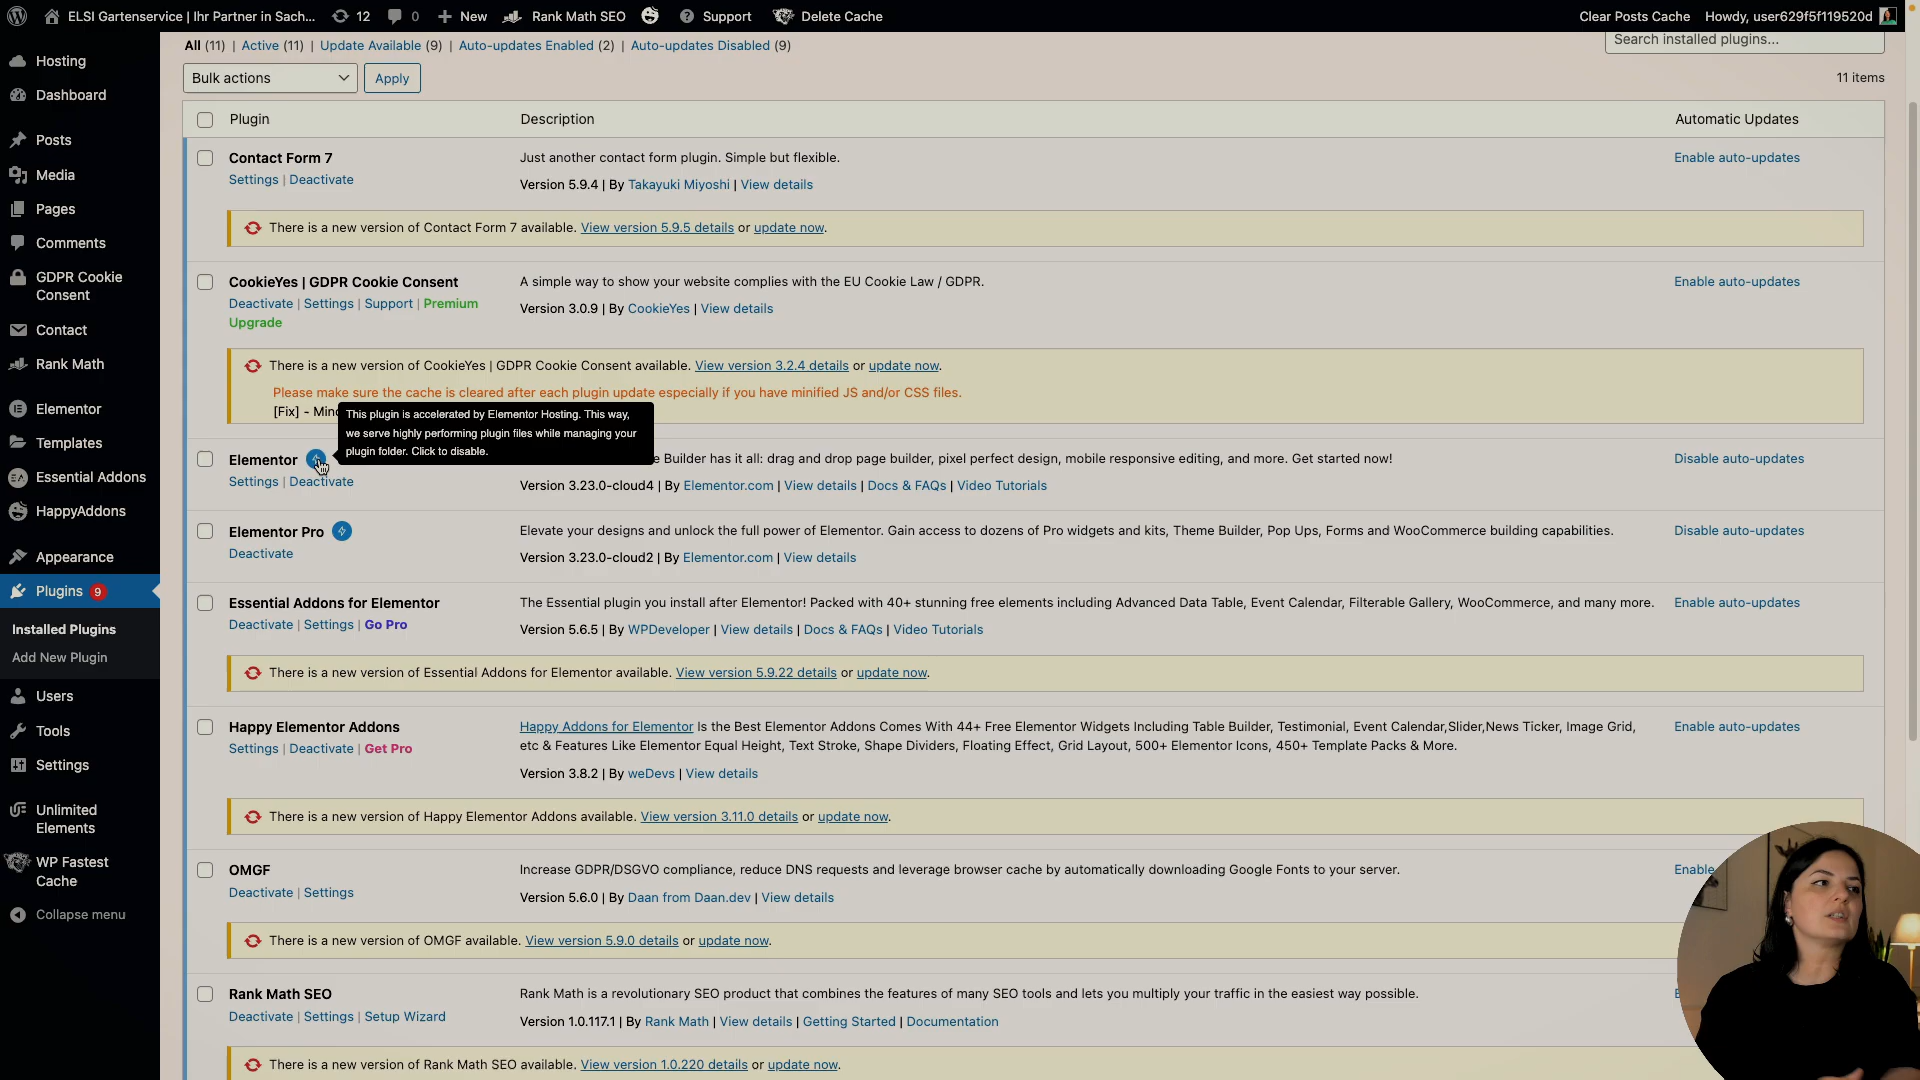 ELSI Gartenservice | Ihr Partner in Sach... 12 0 New Rank Math SEO Support Delete Cache Clear Posts Cache Howdy, user629f5f119520d
All (11) | Active (11) | Update Available (9) | Auto-updates Enabled (2) | Auto-updates Disabled (9)
Search installed plugins...
Bulk actions Apply 11 items
Hosting
Dashboard
Posts
Media
Pages
Comments
GDPR Cookie
Consent
Contact
Rank Math
Elementor
Templates
Essential Addons
HappyAddons
Appearance
Plugins 9
Installed Plugins
Add New Plugin
Users
Tools
Settings
Unlimited
Elements
WP Fastest
Cache
Collapse menu
Plugin Description Automatic Updates
Contact Form 7 Just another contact form plugin. Simple but flexible. Enable auto-updates
Settings | Deactivate Version 5.9.4 | By Takayuki Miyoshi | View details
There is a new version of Contact Form 7 available. View version 5.9.5 details or update now.
CookieYes | GDPR Cookie Consent A simple way to show your website complies with the EU Cookie Law / GDPR. Enable auto-updates
Deactivate | Settings | Support | Premium
Upgrade
Version 3.0.9 | By CookieYes | View details
There is a new version of CookieYes | GDPR Cookie Consent available. View version 3.2.4 details or update now.
Please make sure the cache is cleared after each plugin update especially if you have minified JS and/or CSS files.
[Fix] -
This plugin is accelerated by Elementor Hosting. This way,
we serve highly performing plugin files while managing your
plugin folder. Click to disable.
Elementor Builder has it all: drag and drop page builder, pixel perfect design, mobile responsive editing, and more. Get started now! Disable auto-updates
Settings | Deactivate Version 3.23.0-cloud4 | By Elementor.com | View details | Docs & FAQs | Video Tutorials
Elementor Pro Elevate your designs and unlock the full power of Elementor. Gain access to dozens of Pro widgets and kits, Theme Builder, Pop Ups, Forms and WooCommerce building capabilities. Disable auto-updates
Deactivate Version 3.23.0-cloud2 | By Elementor.com | View details
Essential Addons for Elementor The Essential plugin you install after Elementor! Packed with 40+ stunning free elements including Advanced Data Table, Event Calendar, Filterable Gallery, WooCommerce, and many more. Enable auto-updates
Deactivate | Settings | Go Pro Version 5.6.5 | By WPDeveloper | View details | Docs & FAQs | Video Tutorials
There is a new version of Essential Addons for Elementor available. View version 5.9.22 details or update now.
Happy Elementor Addons Happy Addons for Elementor Is the Best Elementor Addons Comes With 44+ Free Elementor Widgets Including Table Builder, Testimonial, Event Calendar,Slider,News Ticker, Image Grid, Enable auto-updates
Settings | Deactivate | Get Pro etc & Features Like Elementor Equal Height, Text Stroke, Shape Dividers, Floating Effect, Grid Layout, 500+ Elementor Icons, 450+ Template Packs & More.
Version 3.8.2 | By weDevs | View details
There is a new version of Happy Elementor Addons available. View version 3.11.0 details or update now.
OMGF Increase GDPR/DSGVO compliance, reduce DNS requests and leverage browser cache by automatically downloading Google Fonts to your server. Enable
Deactivate | Settings Version 5.6.0 | By Daan from Daan.dev | View details
There is a new version of OMGF available. View version 5.9.0 details or update now.
Rank Math SEO Rank Math is a revolutionary SEO product that combines the features of many SEO tools and lets you multiply your traffic in the easiest way possible.
Deactivate | Settings | Setup Wizard Version 1.0.117.1 | By Rank Math | View details | Getting Started | Documentation
There is a new version of Rank Math SEO available. View version 1.0.220 details or update now.